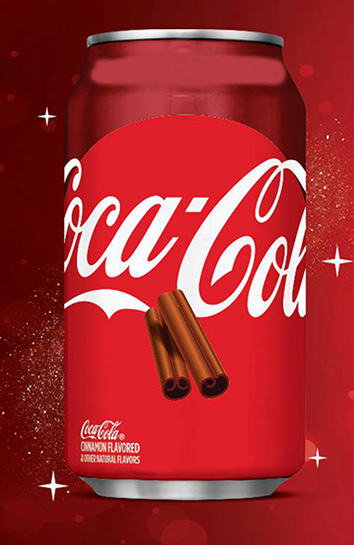 Coca-Cola
Coca-Cola®
CINNAMON FLAVORED
& OTHER NATURAL FLAVORS